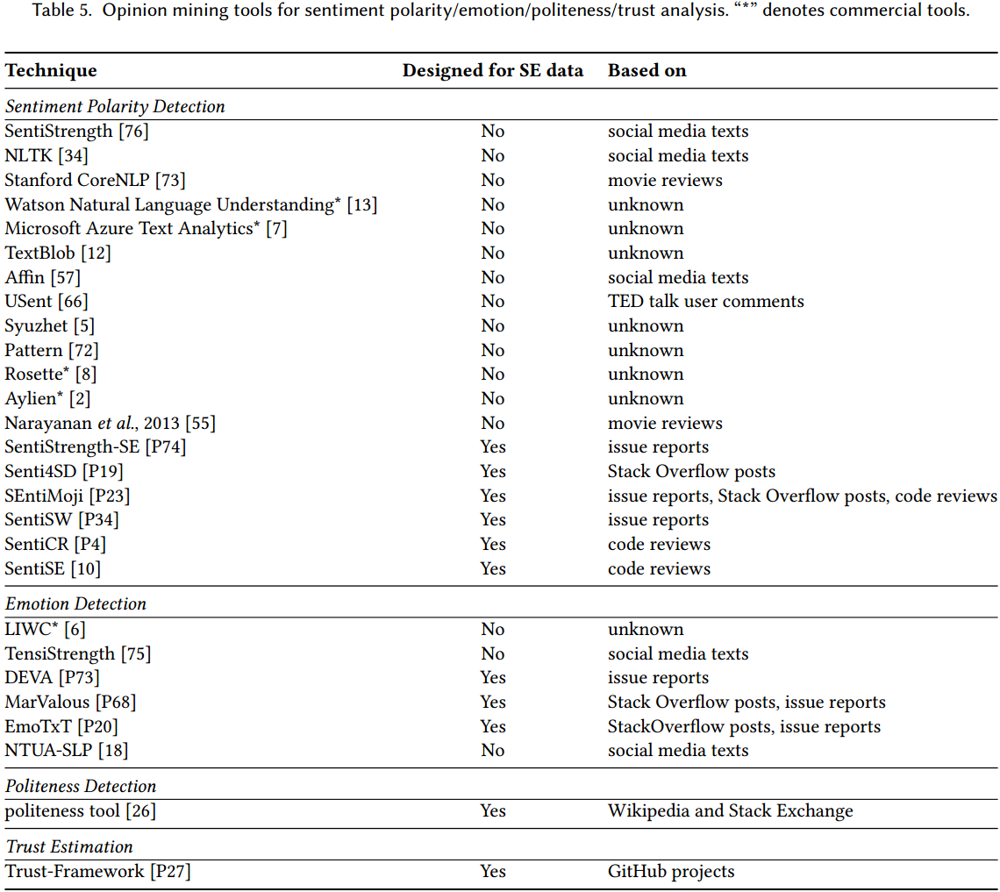 Table 5. Opinion mining tools for sentiment polarity/emotion/politeness/trust analysis. “*” denotes commercial tools.
Technique Designed for SE data Based on
Sentiment Polarity Detection
SentiStrength [76] No social media texts
NLTK [34] No social media texts
Stanford CoreNLP [73] No movie reviews
Watson Natural Language Understanding* [13] No unknown
Microsoft Azure Text Analytics* [7] No unknown
TextBlob [12] No unknown
Affin [57] No social media texts
USent [66] No TED talk user comments
Syuzhet [5] No unknown
Pattern [72] No unknown
Rosette* [8] No unknown
Aylien* [2] No unknown
Narayanan et al., 2013 [55] No movie reviews
SentiStrength-SE [P74] Yes issue reports
Senti4SD [P19] Yes Stack Overflow posts
SEntiMoji [P23] Yes issue reports, Stack Overflow posts, code reviews
SentiSW [P34] Yes issue reports
SentiCR [P4] Yes code reviews
SentiSE [10] Yes code reviews
Emotion Detection
LIWC* [6] No unknown
TensiStrength [75] No social media texts
DEVA [P73] Yes issue reports
MarValous [P68] Yes Stack Overflow posts, issue reports
EmoTxT [P20] Yes StackOverflow posts, issue reports
NTUA-SLP [18] No social media texts
Politeness Detection
politeness tool [26] Yes Wikipedia and Stack Exchange
Trust Estimation
Trust-Framework [P27] Yes GitHub projects